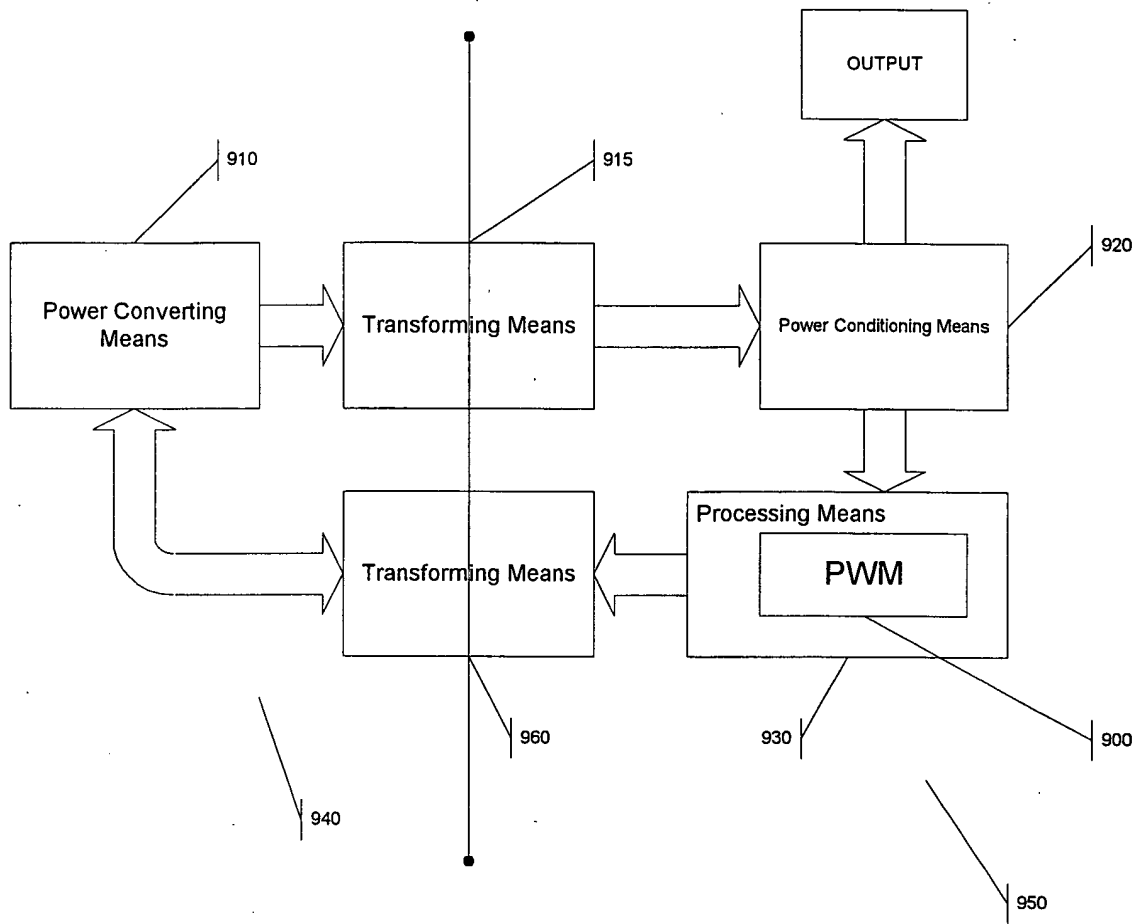 OUTPUT
910
915
920
Power Converting
Means
Transforming Means
Power Conditioning Means
Processing Means
PWM
Transforming Means
960
930
900
940
950